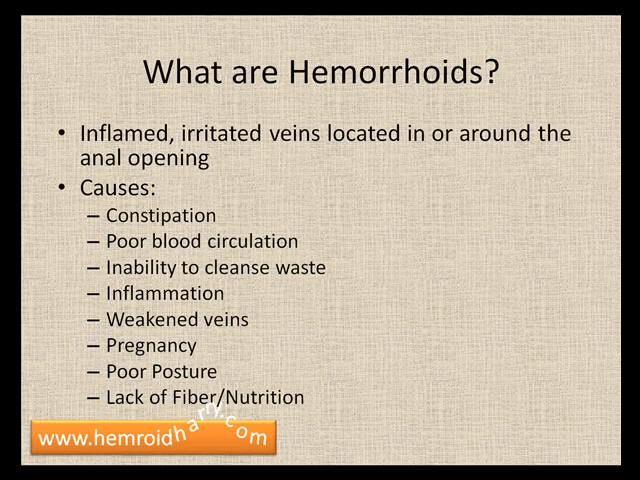 What are Hemorrhoids?
• Inflamed, irritated veins located in or around the
anal opening
• Causes:
– Constipation
– Poor blood circulation
– Inability to cleanse waste
– Inflammation
– Weakened veins
– Pregnancy
– Poor Posture
– Lack of Fiber/Nutrition
www.hemroidharry.com